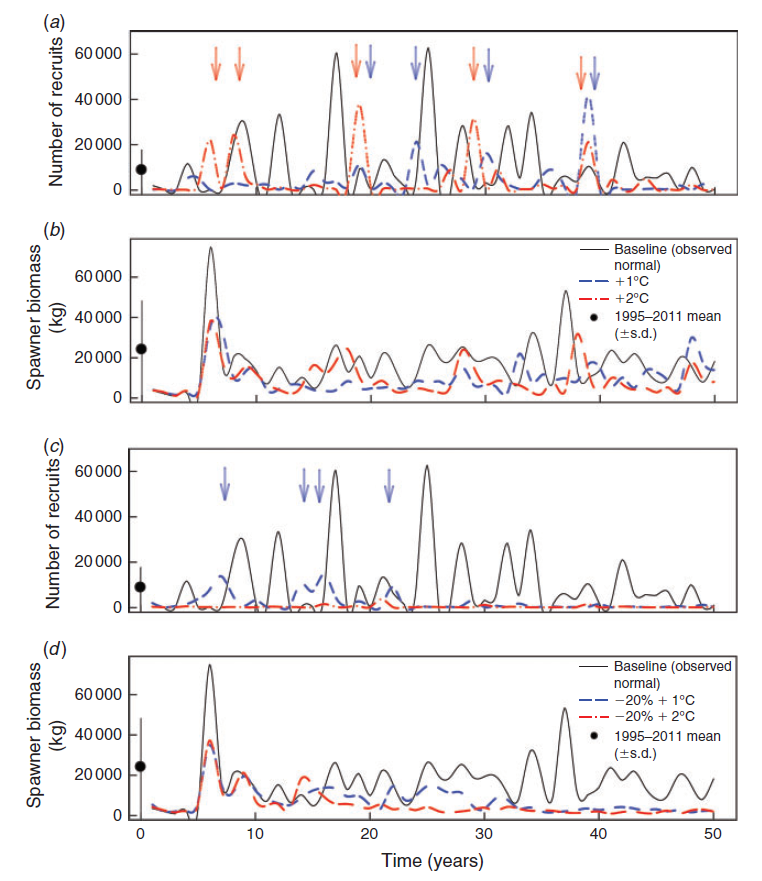 (a)
Number of recruits
60 000
40 000
20 000
0
(b)
Spawner biomass
(kg)
60 000
40 000
20 000
0
Baseline (observed
normal)
+1°C
+2°C
1995–2011 mean
(±s.d.)
(c)
Number of recruits
60 000
40 000
20 000
0
(d)
Spawner biomass
(kg)
60 000
40 000
20 000
0
Baseline (observed
normal)
−20% + 1°C
−20% + 2°C
1995–2011 mean
(±s.d.)
0 10 20 30 40 50
Time (years)